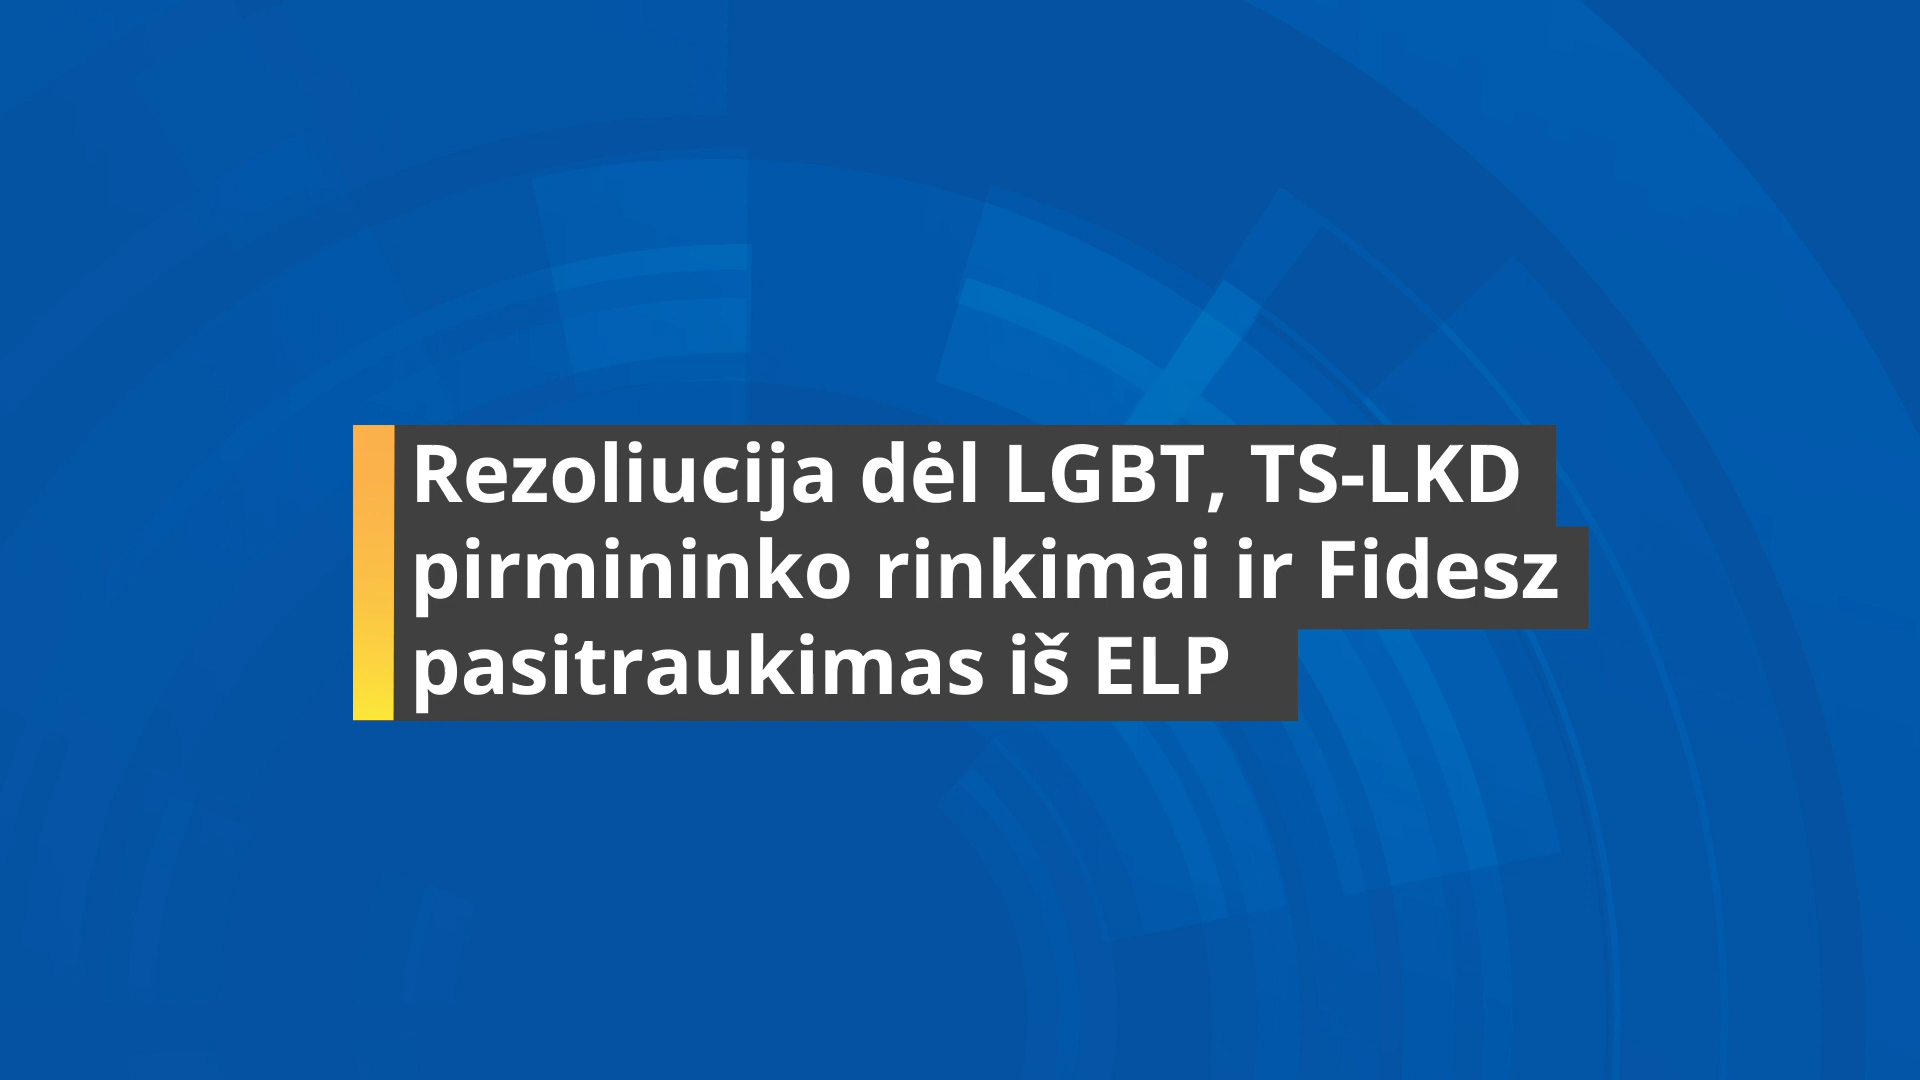 Rezoliucija dėl LGBT, TS-LKD
pirmininko rinkimai ir Fidesz
pasitraukimas iš ELP